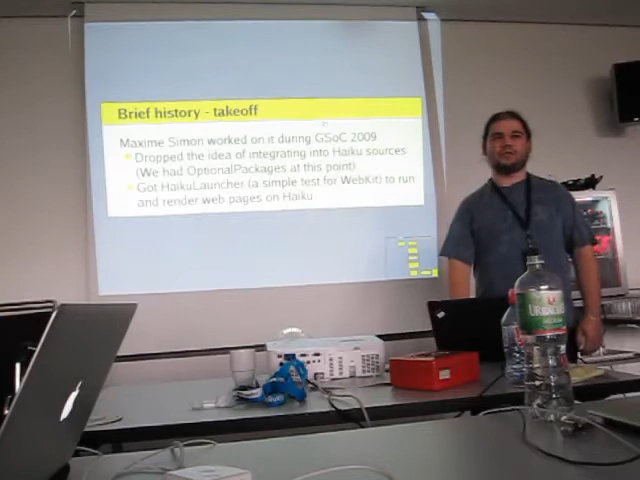 Brief history - takeoff
Maxime Simon worked on it during GSoC 2009
Dropped the idea of integrating into Haiku sources
(We had OptionalPackages at this point)
Got HaikuLauncher (a simple test for WebKit) to run
and render web pages on Haiku